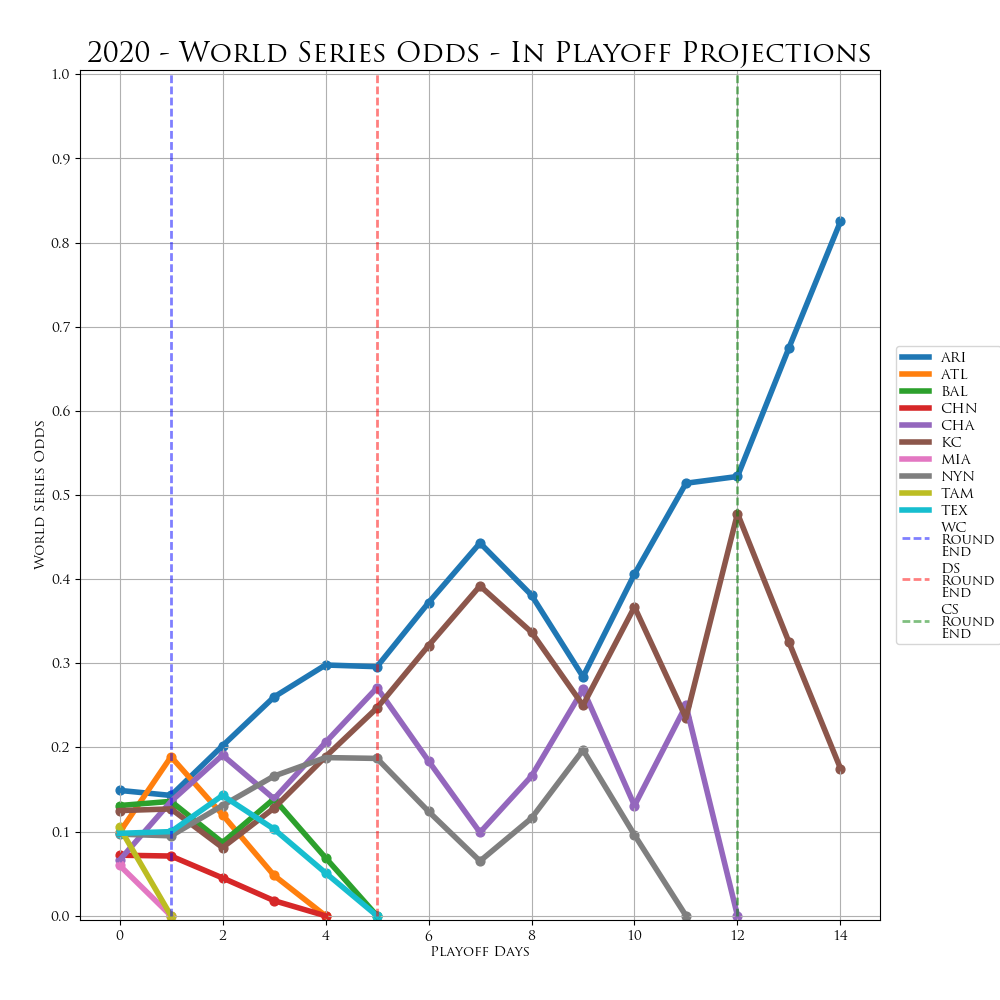 2020 - World Series Odds - In Playoff Projections
1.0
0.9
0.8
0.7
0.6
0.5
0.4
0.3
0.2
0.1
0.0
World Series Odds
0 2 4 6 8 10 12 14
Playoff Days
ARI
ATL
BAL
CHN
CHA
KC
MIA
NYN
TAM
TEX
WC
Round
End
DS
Round
End
CS
Round
End